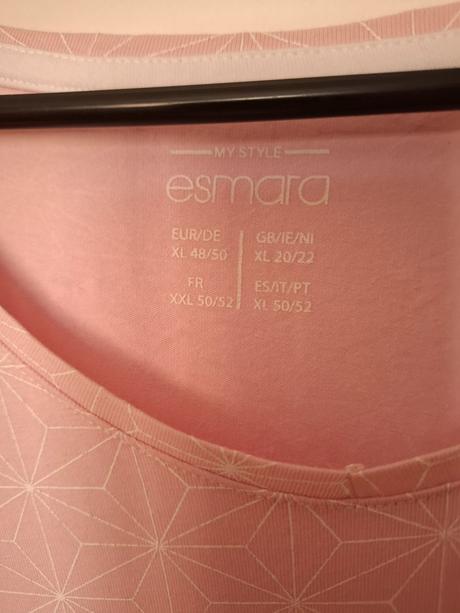 MY STYLE
esmara
EUR/DE
XL 48/50
GB/IE/NI
XL 20/22
FR
XXL 50/52
ES/IT/PT
XL 50/52